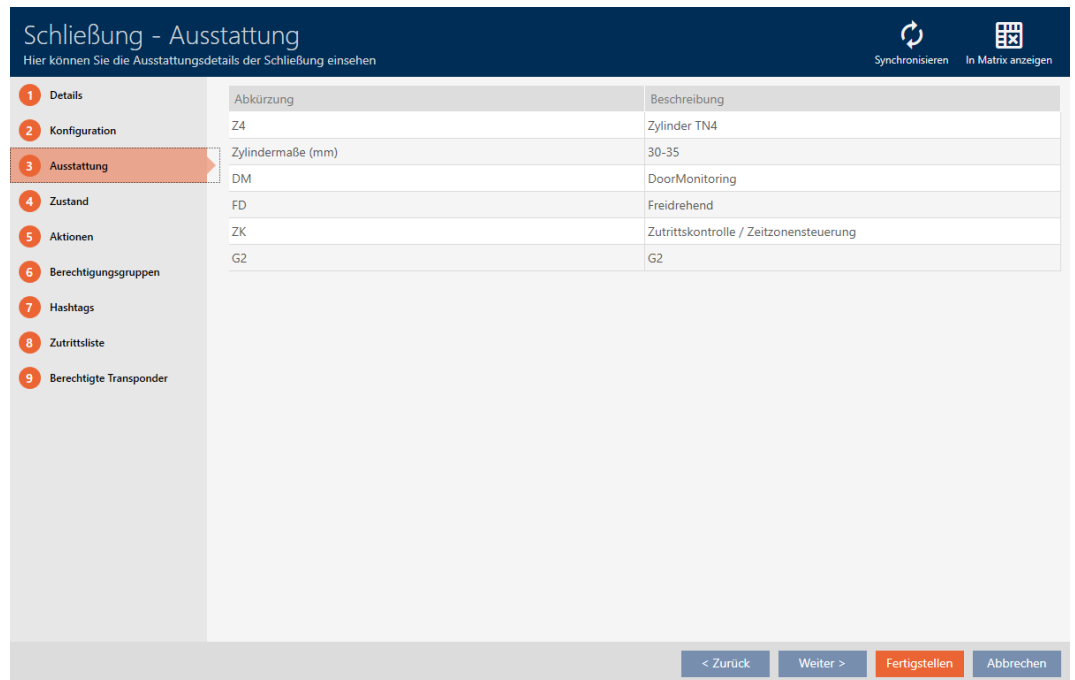 Schließung - Ausstattung
Hier können Sie die Ausstattungsdetails der Schließung einsehen
Synchronisieren
In Matrix anzeigen
1 Details
2 Konfiguration
3 Ausstattung
4 Zustand
5 Aktionen
6 Berechtigungsgruppen
7 Hashtags
8 Zutrittsliste
9 Berechtigte Transponder
Abkürzung Beschreibung
Z4 Zylinder TN4
Zylindermaße (mm) 30-35
DM DoorMonitoring
FD Freidrehend
ZK Zutrittskontrolle / Zeitzonensteuerung
G2 G2
< Zurück Weiter > Fertigstellen Abbrechen